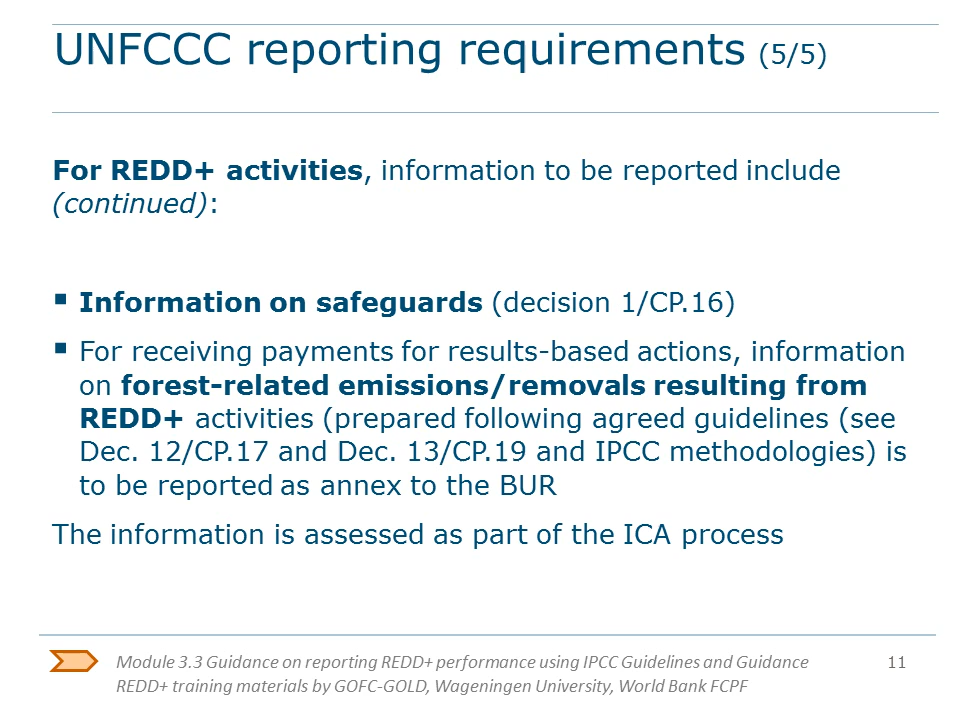 UNFCCC reporting requirements (5/5)
For REDD+ activities, information to be reported include
(continued):
▪ Information on safeguards (decision 1/CP.16)
▪ For receiving payments for results-based actions, information
on forest-related emissions/removals resulting from
REDD+ activities (prepared following agreed guidelines (see
Dec. 12/CP.17 and Dec. 13/CP.19 and IPCC methodologies) is
to be reported as annex to the BUR
The information is assessed as part of the ICA process
Module 3.3 Guidance on reporting REDD+ performance using IPCC Guidelines and Guidance
REDD+ training materials by GOFC-GOLD, Wageningen University, World Bank FCPF
11